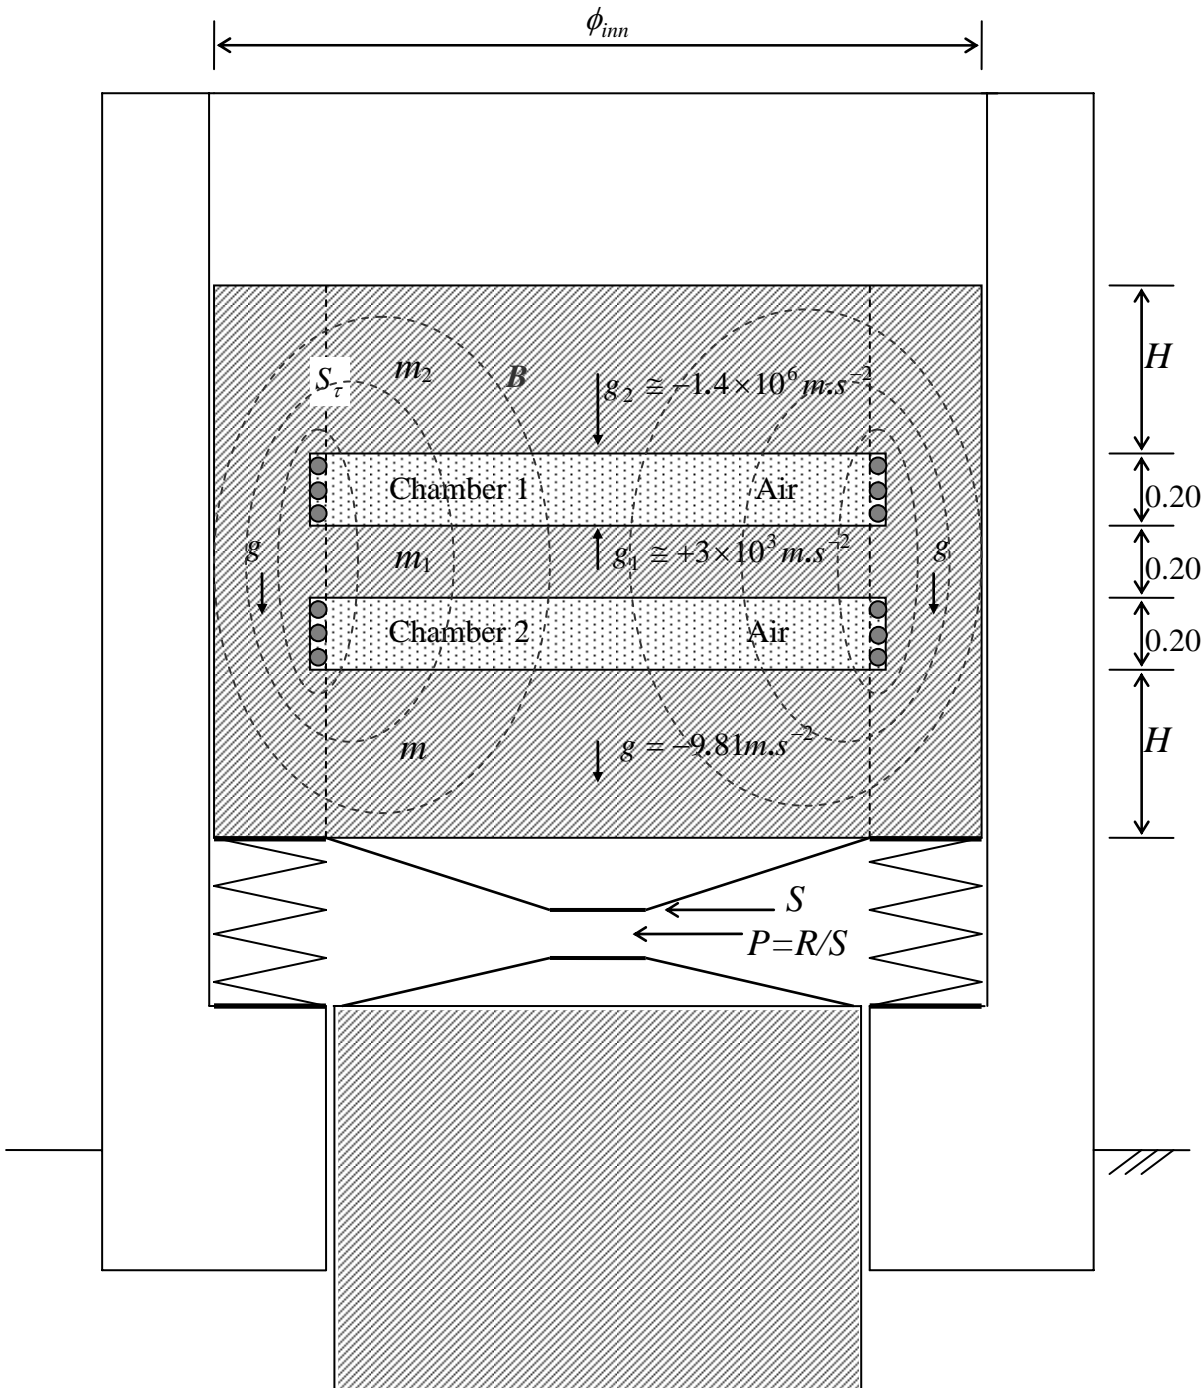 ϕinn
H
Sτ
m2
B
g2 ≅ −1.4×10⁶ m.s⁻²
Chamber 1
Air
0.20
g
m1
g1 ≅ +3×10³ m.s⁻²
g
0.20
Chamber 2
Air
0.20
m
g = −9.81m.s⁻²
H
S
P=R/S